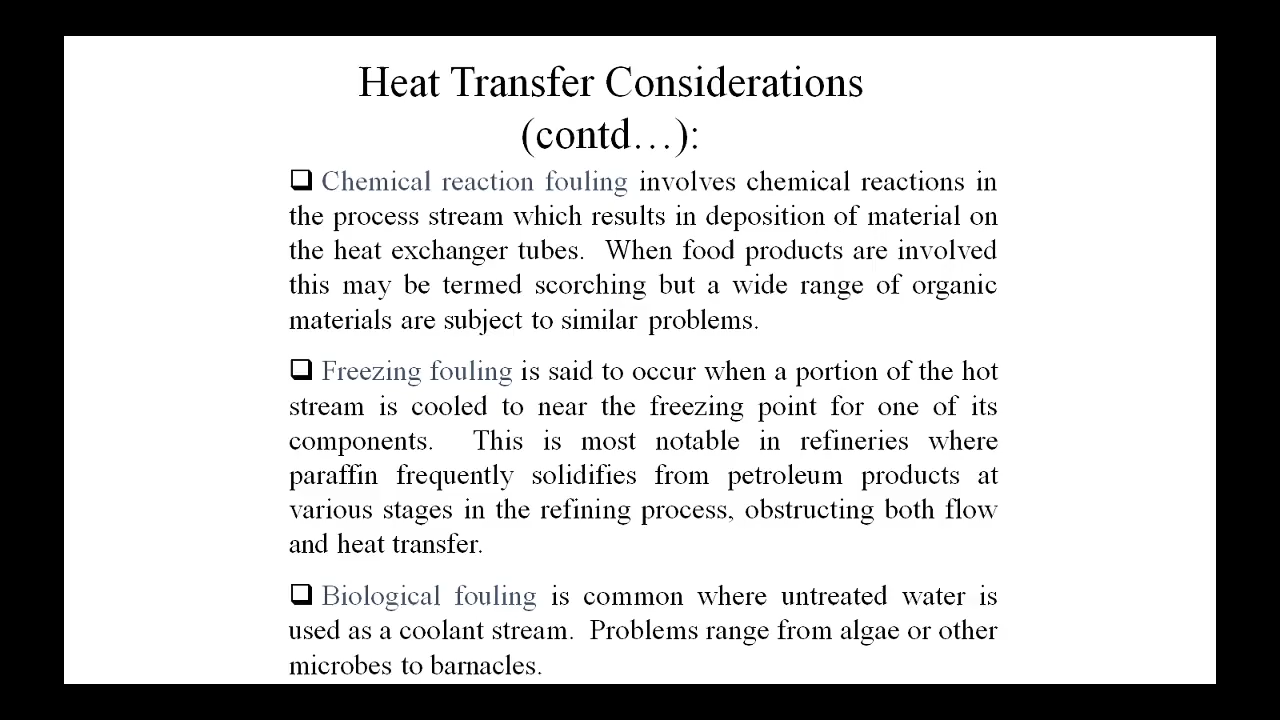 Heat Transfer Considerations
(contd…):
❑ Chemical reaction fouling involves chemical reactions in
the process stream which results in deposition of material on
the heat exchanger tubes. When food products are involved
this may be termed scorching but a wide range of organic
materials are subject to similar problems.
❑ Freezing fouling is said to occur when a portion of the hot
stream is cooled to near the freezing point for one of its
components. This is most notable in refineries where
paraffin frequently solidifies from petroleum products at
various stages in the refining process, obstructing both flow
and heat transfer.
❑ Biological fouling is common where untreated water is
used as a coolant stream. Problems range from algae or other
microbes to barnacles.